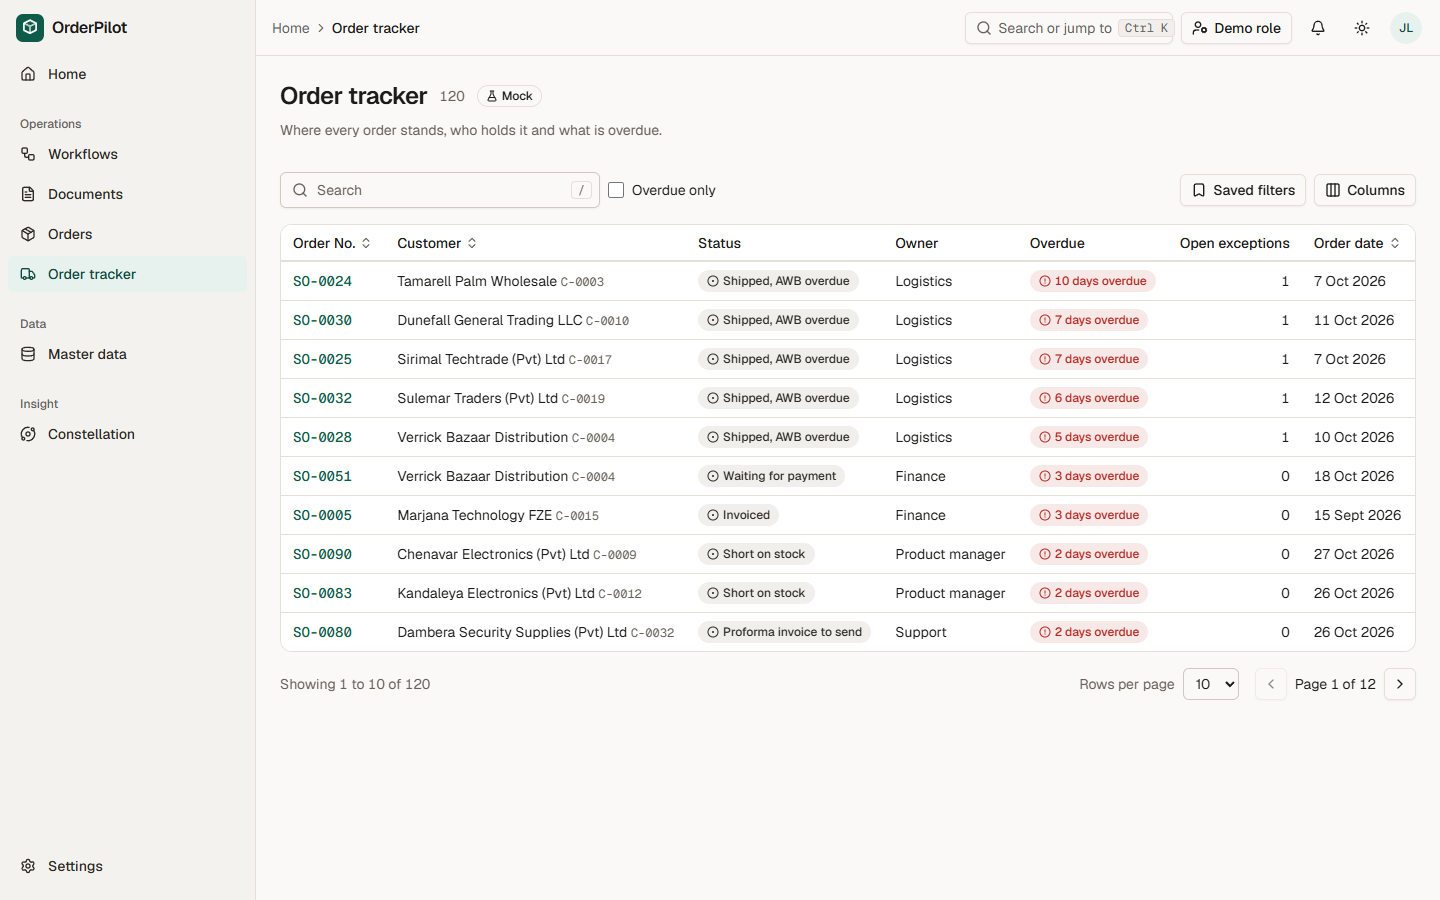 OrderPilot
Home
Operations
Workflows
Documents
Orders
Order tracker
Data
Master data
Insight
Constellation
Settings
Home > Order tracker
Search or jump to Ctrl K
Demo role
JL
Order tracker 120 Mock
Where every order stands, who holds it and what is overdue.
Search /
Overdue only
Saved filters
Columns
Order No. Customer Status Owner Overdue Open exceptions Order date
SO-0024 Tamarell Palm Wholesale C-0003 Shipped, AWB overdue Logistics 10 days overdue 1 7 Oct 2026
SO-0030 Dunefall General Trading LLC C-0010 Shipped, AWB overdue Logistics 7 days overdue 1 11 Oct 2026
SO-0025 Sirimal Techtrade (Pvt) Ltd C-0017 Shipped, AWB overdue Logistics 7 days overdue 1 7 Oct 2026
SO-0032 Sulemar Traders (Pvt) Ltd C-0019 Shipped, AWB overdue Logistics 6 days overdue 1 12 Oct 2026
SO-0028 Verrick Bazaar Distribution C-0004 Shipped, AWB overdue Logistics 5 days overdue 1 10 Oct 2026
SO-0051 Verrick Bazaar Distribution C-0004 Waiting for payment Finance 3 days overdue 0 18 Oct 2026
SO-0005 Marjana Technology FZE C-0015 Invoiced Finance 3 days overdue 0 15 Sept 2026
SO-0090 Chenavar Electronics (Pvt) Ltd C-0009 Short on stock Product manager 2 days overdue 0 27 Oct 2026
SO-0083 Kandaleya Electronics (Pvt) Ltd C-0012 Short on stock Product manager 2 days overdue 0 26 Oct 2026
SO-0080 Dambera Security Supplies (Pvt) Ltd C-0032 Proforma invoice to send Support 2 days overdue 0 26 Oct 2026
Showing 1 to 10 of 120
Rows per page 10
Page 1 of 12